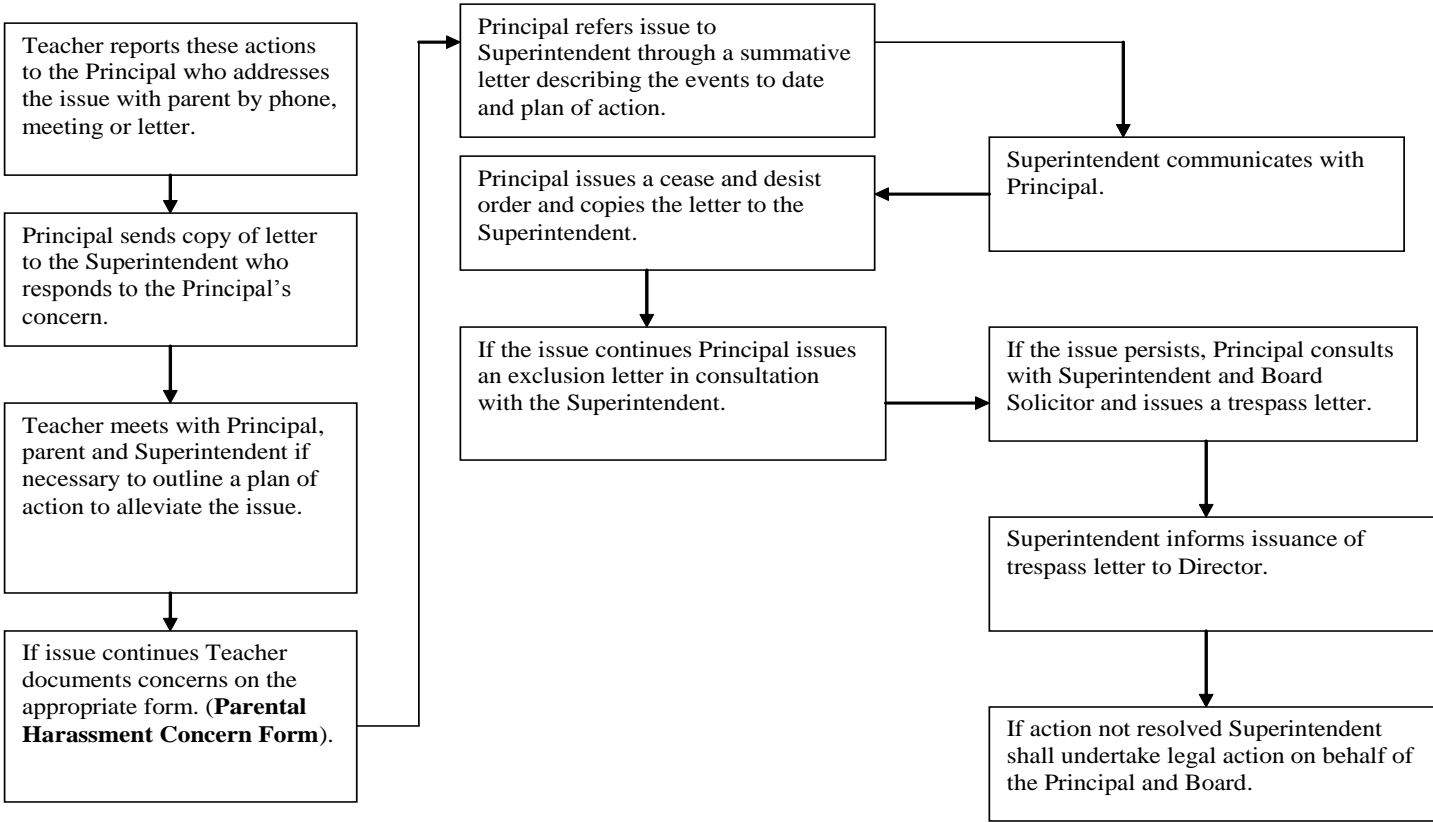 Teacher reports these actions
to the Principal who addresses
the issue with parent by phone,
meeting or letter.
Principal sends copy of letter
to the Superintendent who
responds to the Principal’s
concern.
Teacher meets with Principal,
parent and Superintendent if
necessary to outline a plan of
action to alleviate the issue.
If issue continues Teacher
documents concerns on the
appropriate form. (Parental
Harassment Concern Form).
Principal refers issue to
Superintendent through a summative
letter describing the events to date
and plan of action.
Superintendent communicates with
Principal.
Principal issues a cease and desist
order and copies the letter to the
Superintendent.
If the issue continues Principal issues
an exclusion letter in consultation
with the Superintendent.
If the issue persists, Principal consults
with Superintendent and Board
Solicitor and issues a trespass letter.
Superintendent informs issuance of
trespass letter to Director.
If action not resolved Superintendent
shall undertake legal action on behalf of
the Principal and Board.